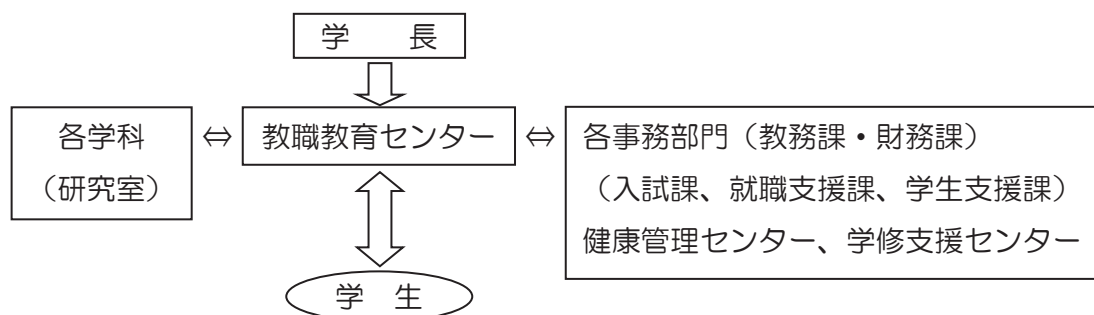 学　　長
各学科
（研究室）
⇔
教職教育センター
⇔
各事務部門（教務課・財務課）
（入試課、就職支援課、学生支援課）
健康管理センター、学修支援センター
学　生